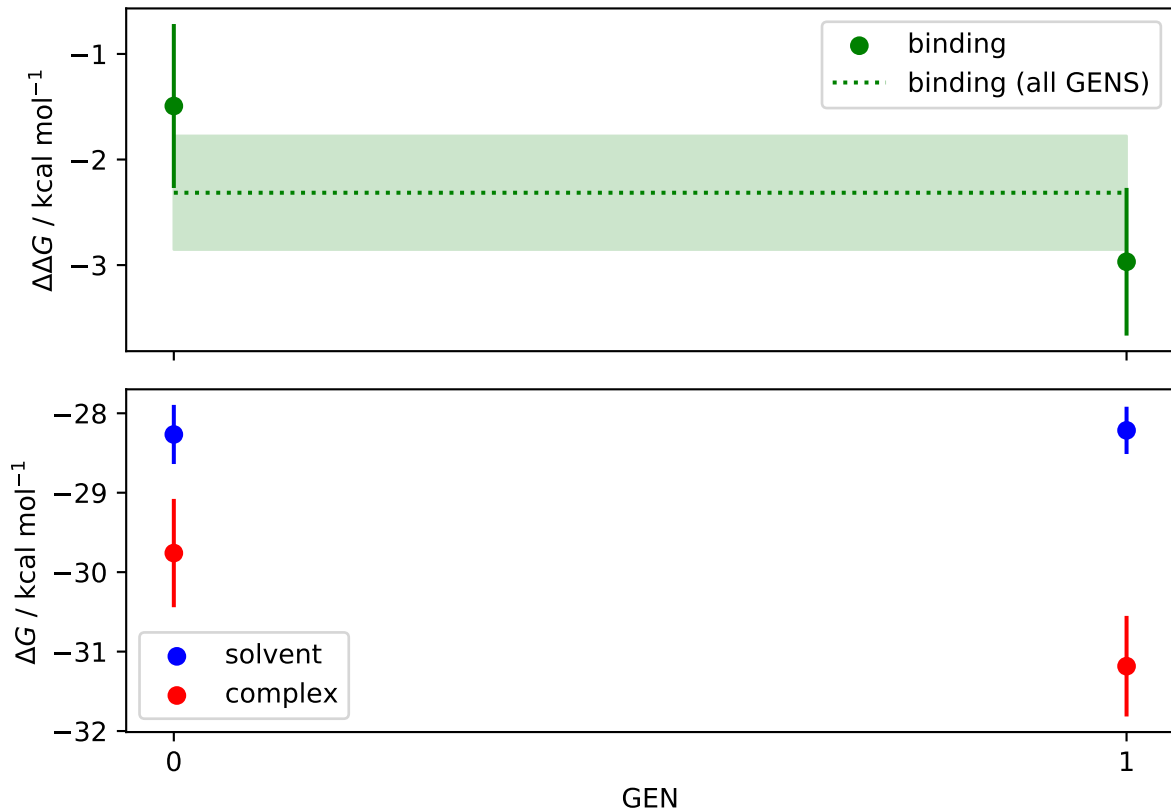 −1
−2
−3
ΔΔG / kcal mol⁻¹
binding
binding (all GENS)
−28
−29
−30
−31
−32
ΔG / kcal mol⁻¹
solvent
complex
0
1
GEN